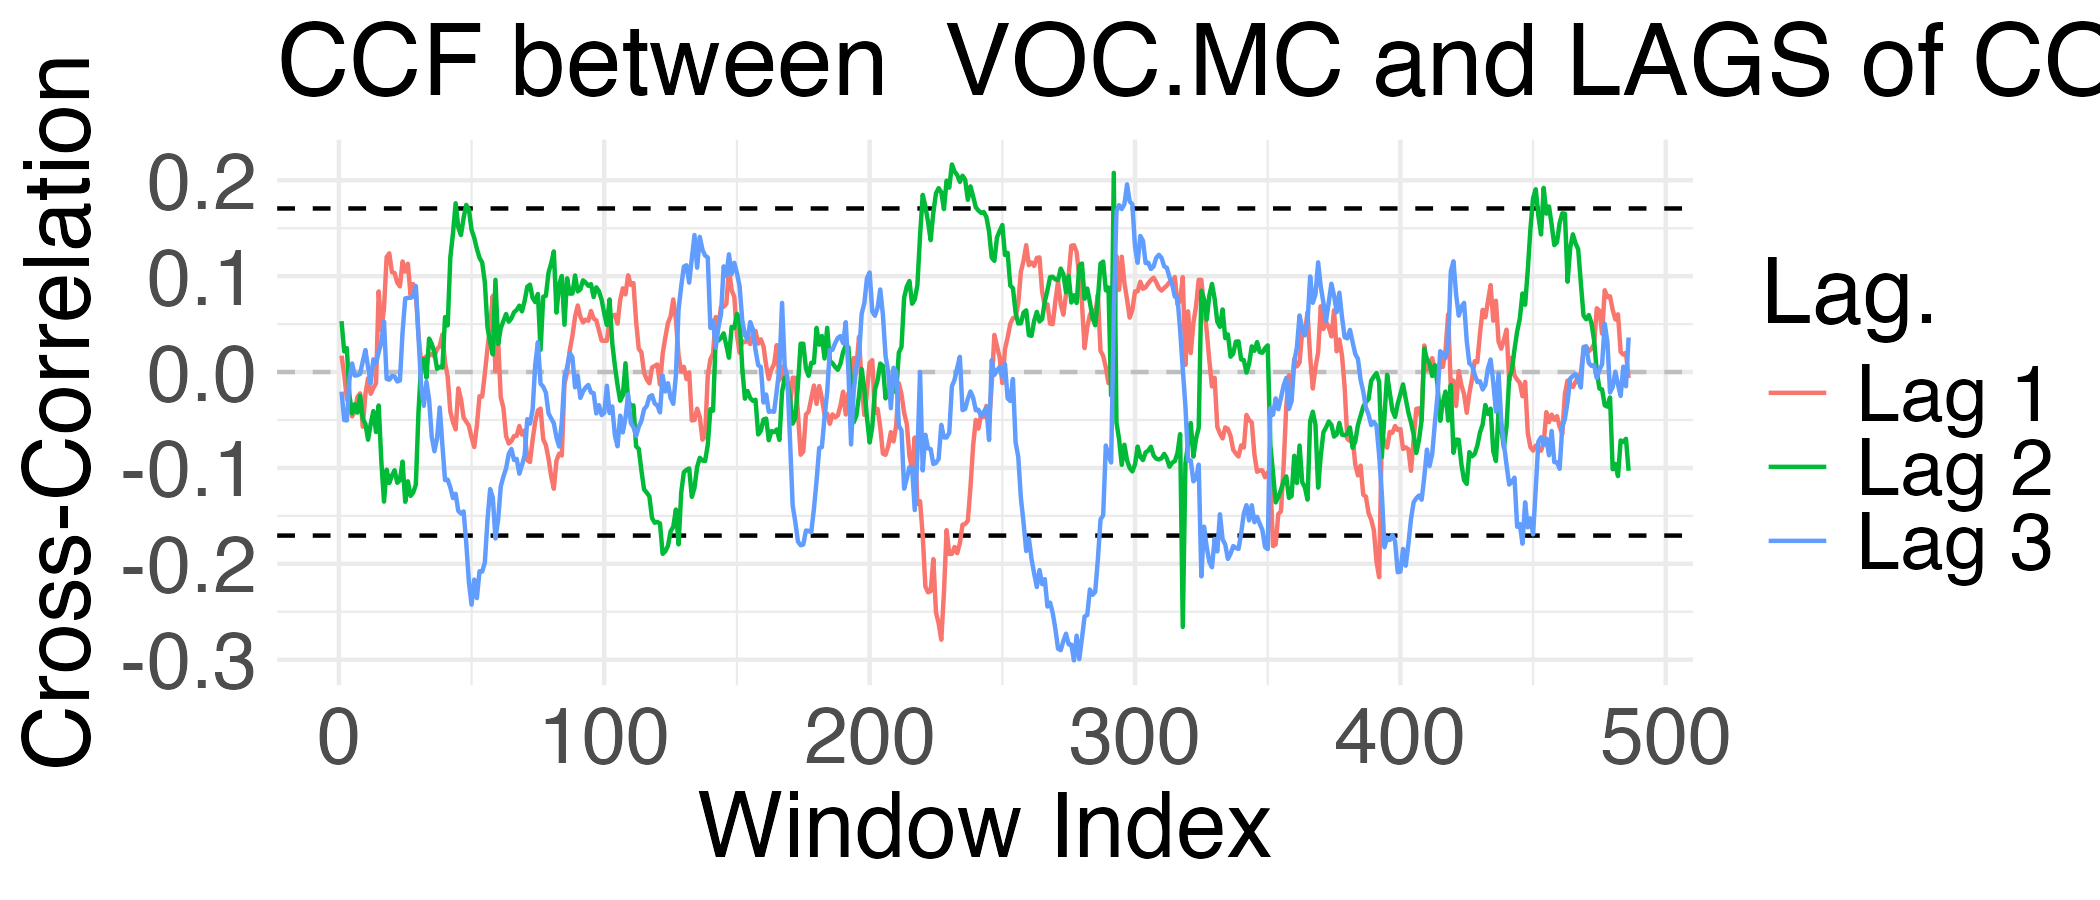 CCF between  VOC.MC and LAGS of CO
Cross-Correlation
0.2
0.1
0.0
-0.1
-0.2
-0.3
0 100 200 300 400 500
Window Index
Lag.
Lag 1
Lag 2
Lag 3